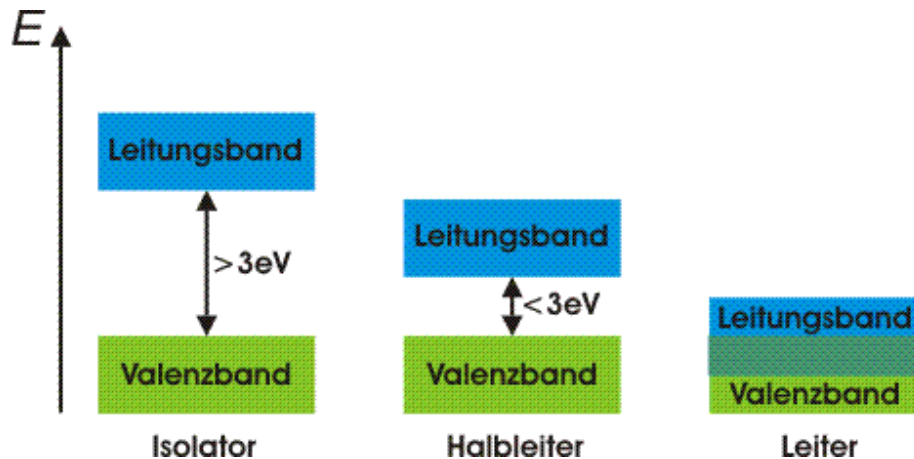 E
Leitungsband
>3eV
Valenzband
Isolator
Leitungsband
<3eV
Valenzband
Halbleiter
Leitungsband
Valenzband
Leiter